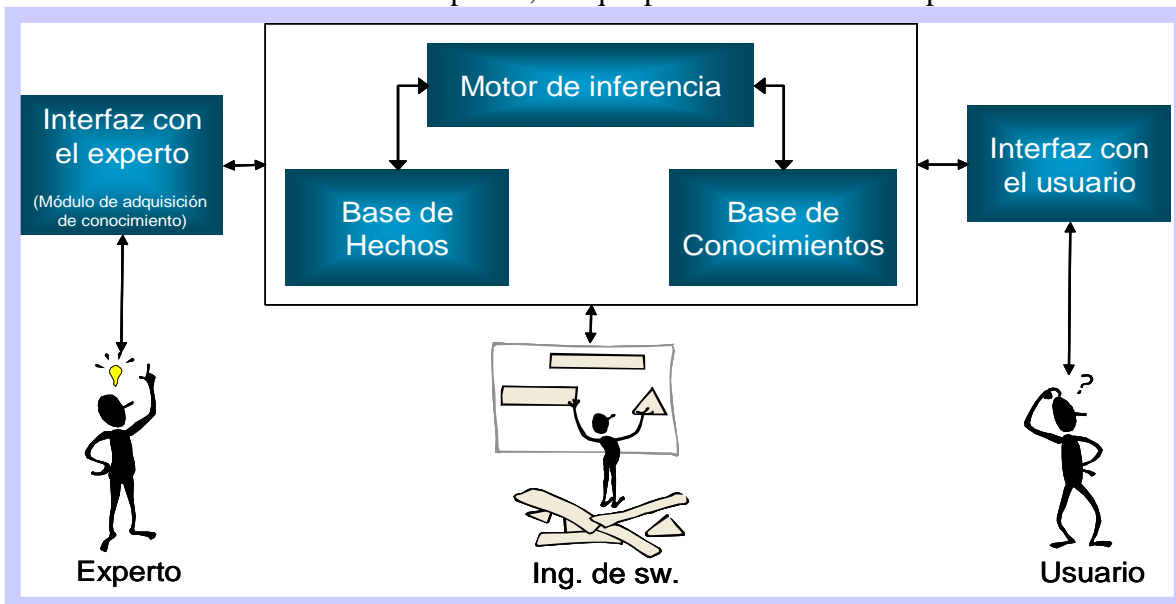 Motor de inferencia
Interfaz con
el experto
(Módulo de adquisición
de conocimiento)
Base de
Hechos
Base de
Conocimientos
Interfaz con
el usuario
?
Experto
Ing. de sw.
Usuario